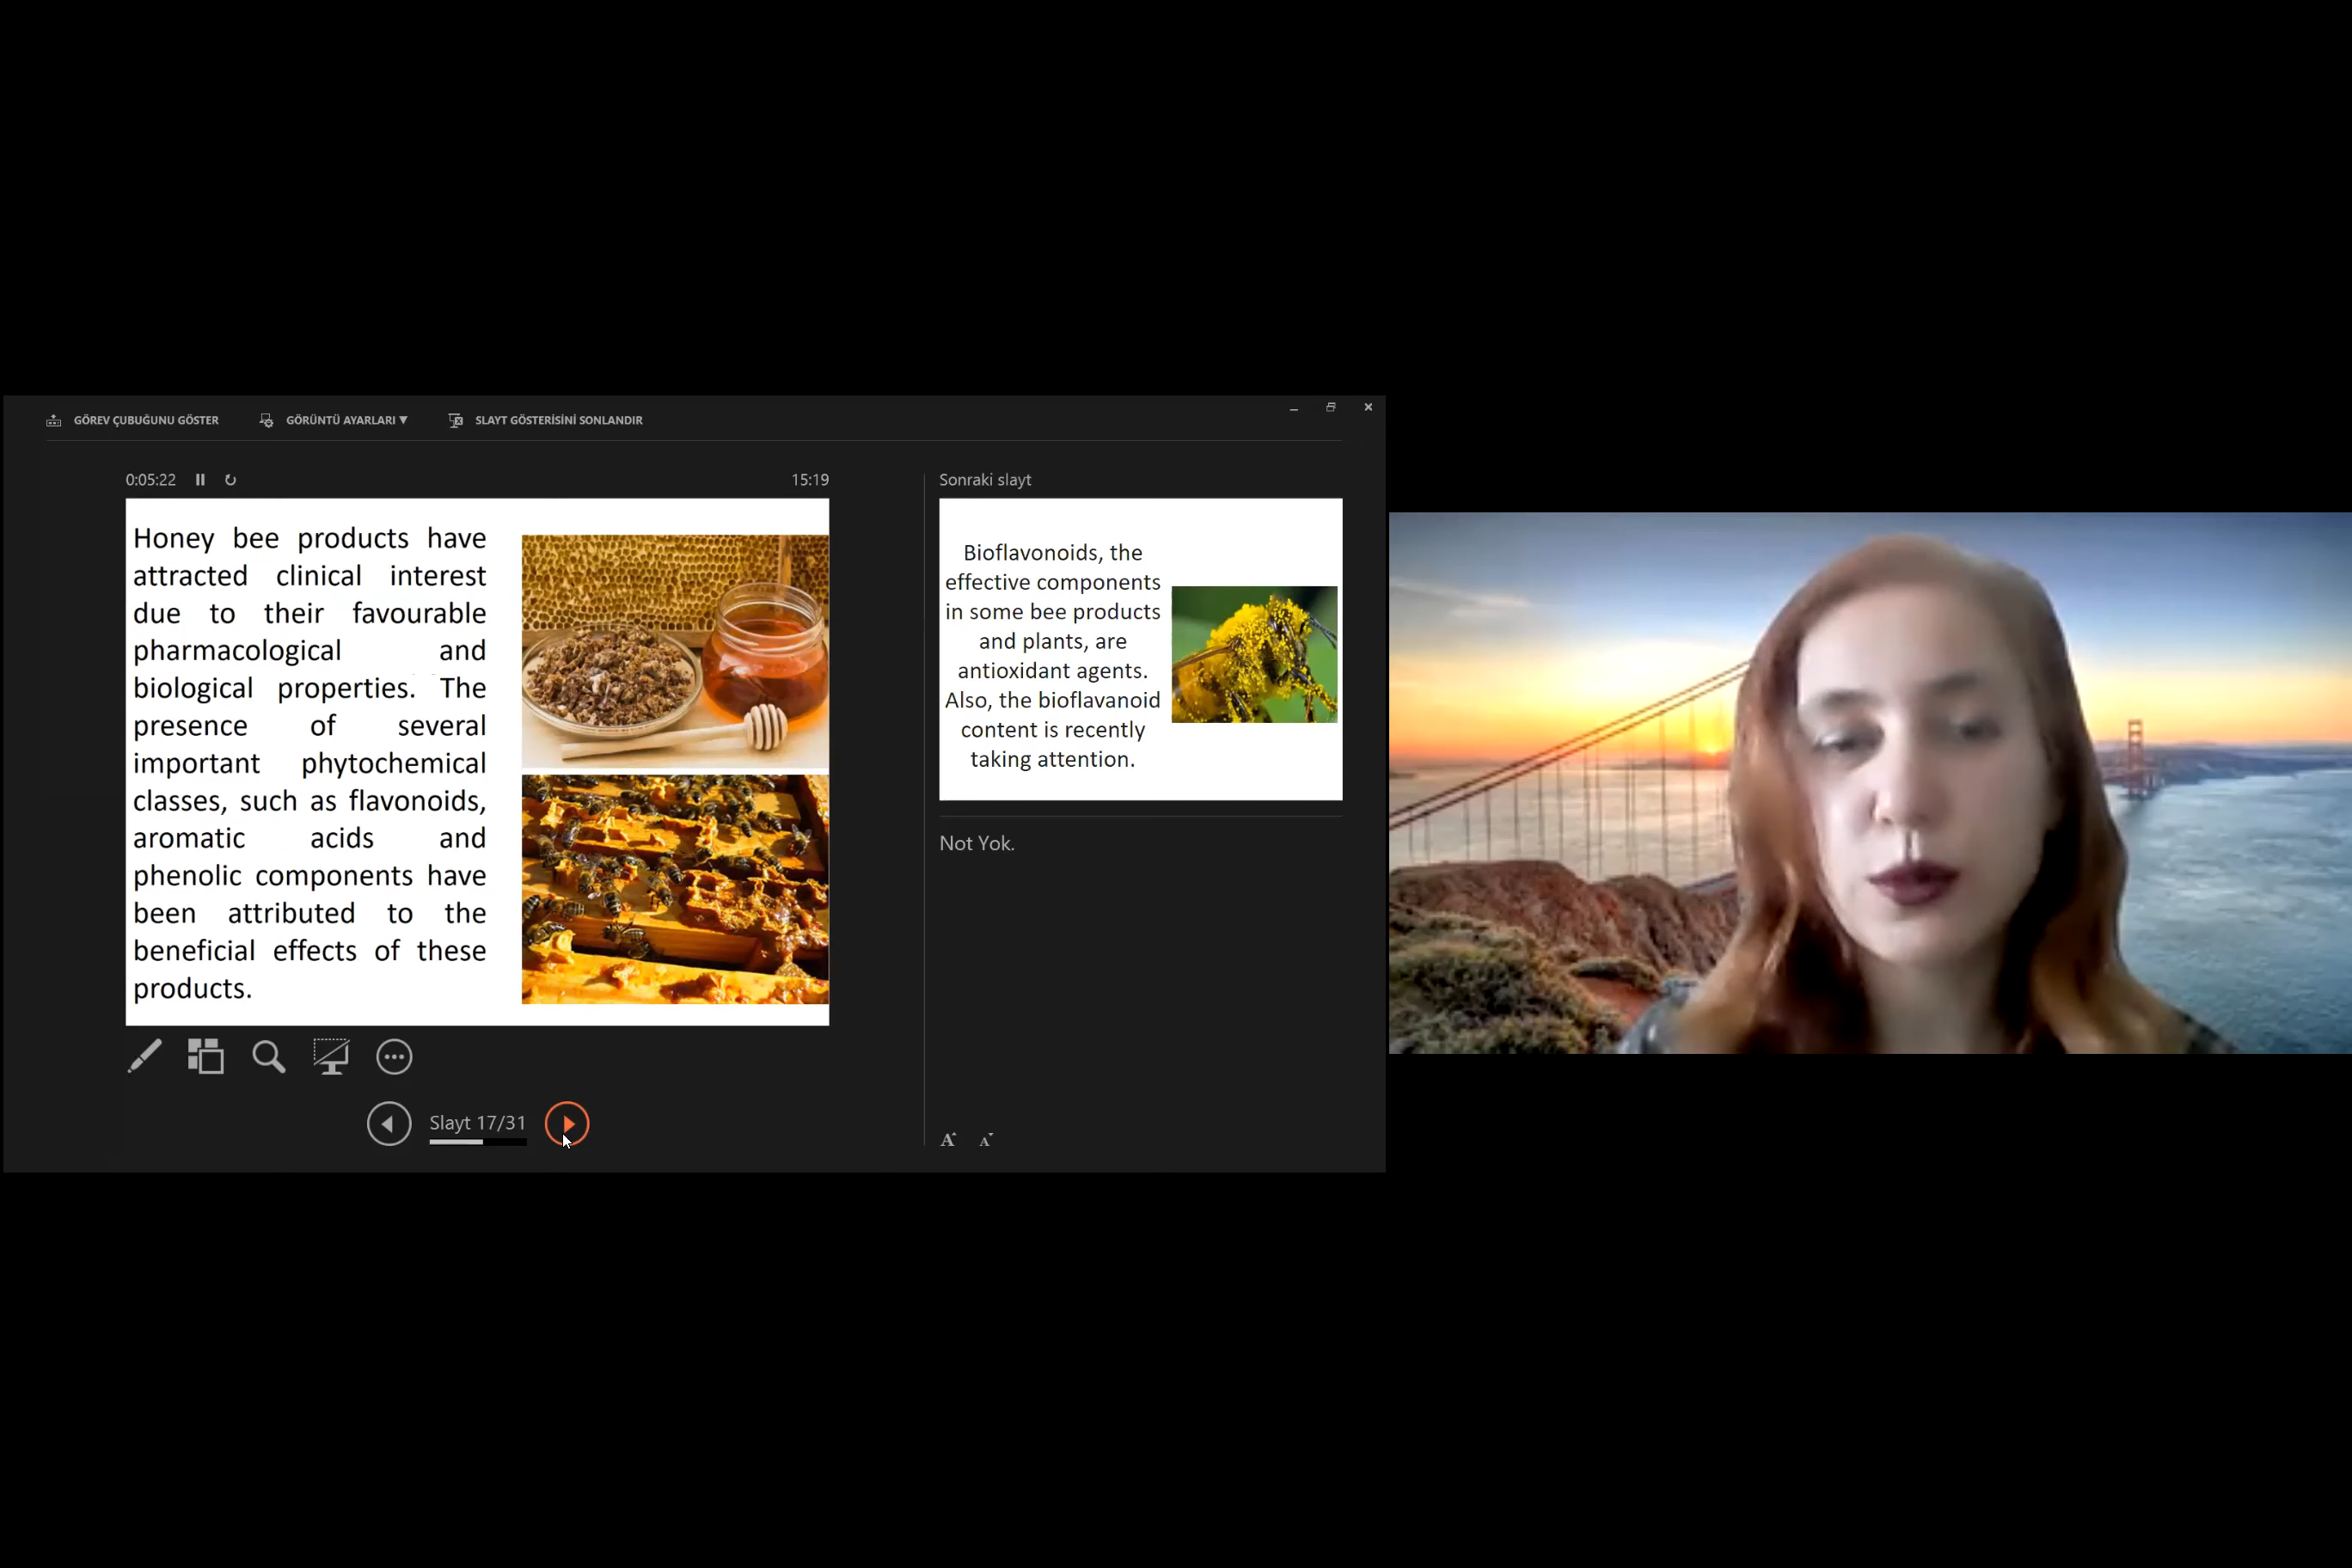 GÖREV ÇUBUĞUNU GÖSTER
GÖRÜNTÜ AYARLARI ▼
SLAYT GÖSTERİSİNİ SONLANDIR
0:05:22
15:19
Honey bee products have
attracted clinical interest
due to their favourable
pharmacological and
biological properties. The
presence of several
important phytochemical
classes, such as flavonoids,
aromatic acids and
phenolic components have
been attributed to the
beneficial effects of these
products.
Slayt 17/31
Sonraki slayt
Bioflavonoids, the
effective components
in some bee products
and plants, are
antioxidant agents.
Also, the bioflavanoid
content is recently
taking attention.
Not Yok.
A A